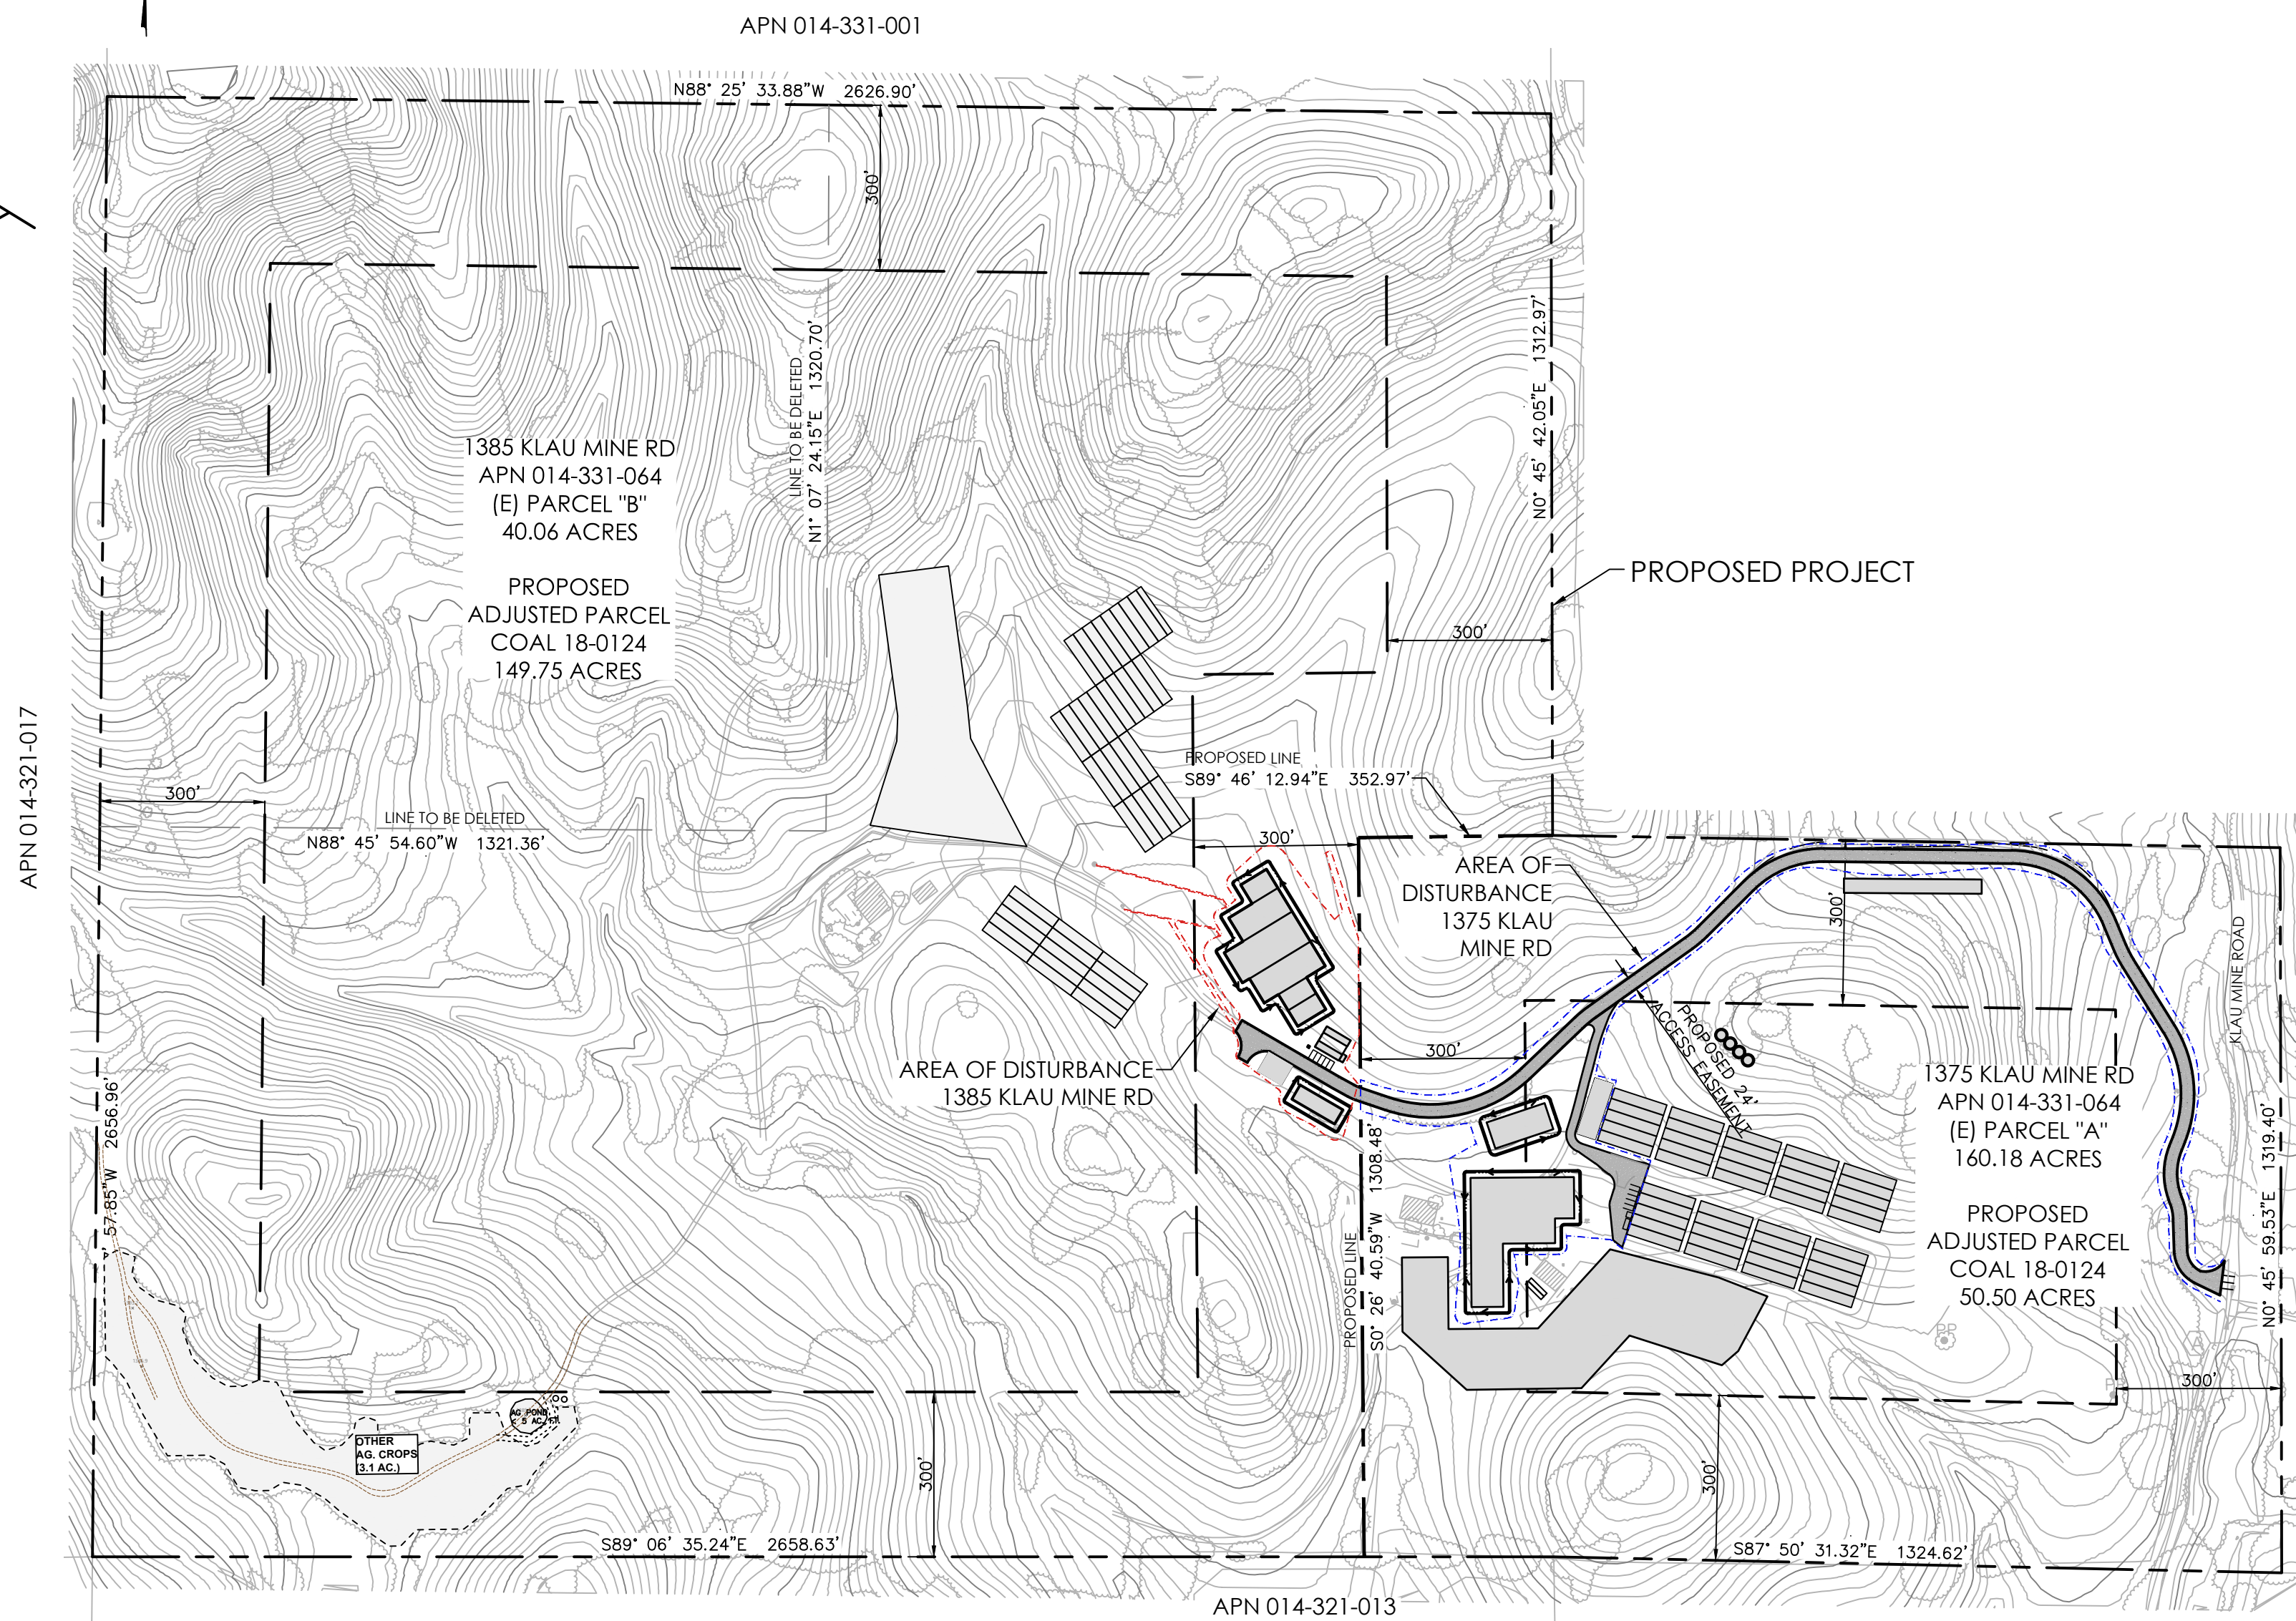 APN 014-331-001
N88° 25' 33.88"W 2626.90'
300'
LINE TO BE DELETED
N1° 07' 24.15"E 1320.70'
N0° 45' 42.05"E 1312.97'
1385 KLAU MINE RD
APN 014-331-064
(E) PARCEL "B"
40.06 ACRES
PROPOSED
ADJUSTED PARCEL
COAL 18-0124
149.75 ACRES
PROPOSED PROJECT
300'
APN 014-321-017
300'
LINE TO BE DELETED
N88° 45' 54.60"W 1321.36'
PROPOSED LINE
S89° 46' 12.94"E 352.97'
300'
AREA OF
DISTURBANCE
1375 KLAU
MINE RD
300'
KLAU MINE ROAD
PROPOSED 24'
ACCESS EASEMENT
300'
AREA OF DISTURBANCE
1385 KLAU MINE RD
1375 KLAU MINE RD
APN 014-331-064
(E) PARCEL "A"
160.18 ACRES
PROPOSED
ADJUSTED PARCEL
COAL 18-0124
50.50 ACRES
57.85"W 2656.96'
PROPOSED LINE
S0° 26' 40.59"W 1308.48'
N0° 45' 59.53"E 1319.40'
PP
300'
AG. POND
OTHER
AG. CROPS
(3.1 AC.)
300'
300'
S89° 06' 35.24"E 2658.63'
S87° 50' 31.32"E 1324.62'
APN 014-321-013